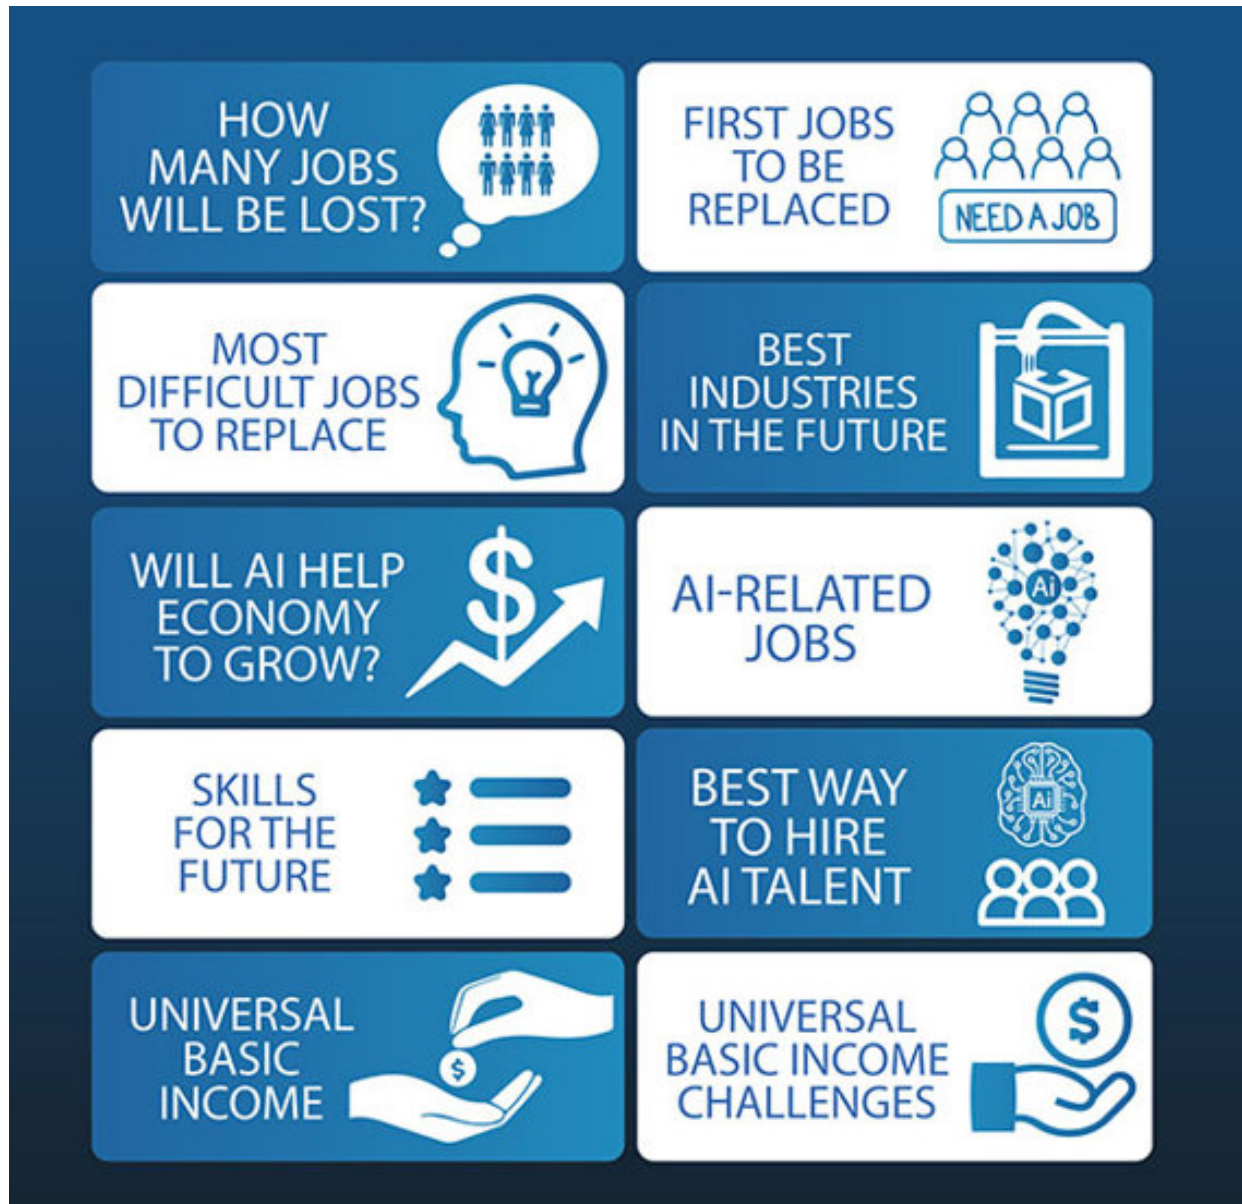 HOW
MANY JOBS
WILL BE LOST?
FIRST JOBS
TO BE
REPLACED
NEED A JOB
MOST
DIFFICULT JOBS
TO REPLACE
BEST
INDUSTRIES
IN THE FUTURE
WILL AI HELP
ECONOMY
TO GROW?
$
AI-RELATED
JOBS
Ai
SKILLS
FOR THE
FUTURE
BEST WAY
TO HIRE
AI TALENT
Ai
UNIVERSAL
BASIC
INCOME
$
UNIVERSAL
BASIC INCOME
CHALLENGES
$